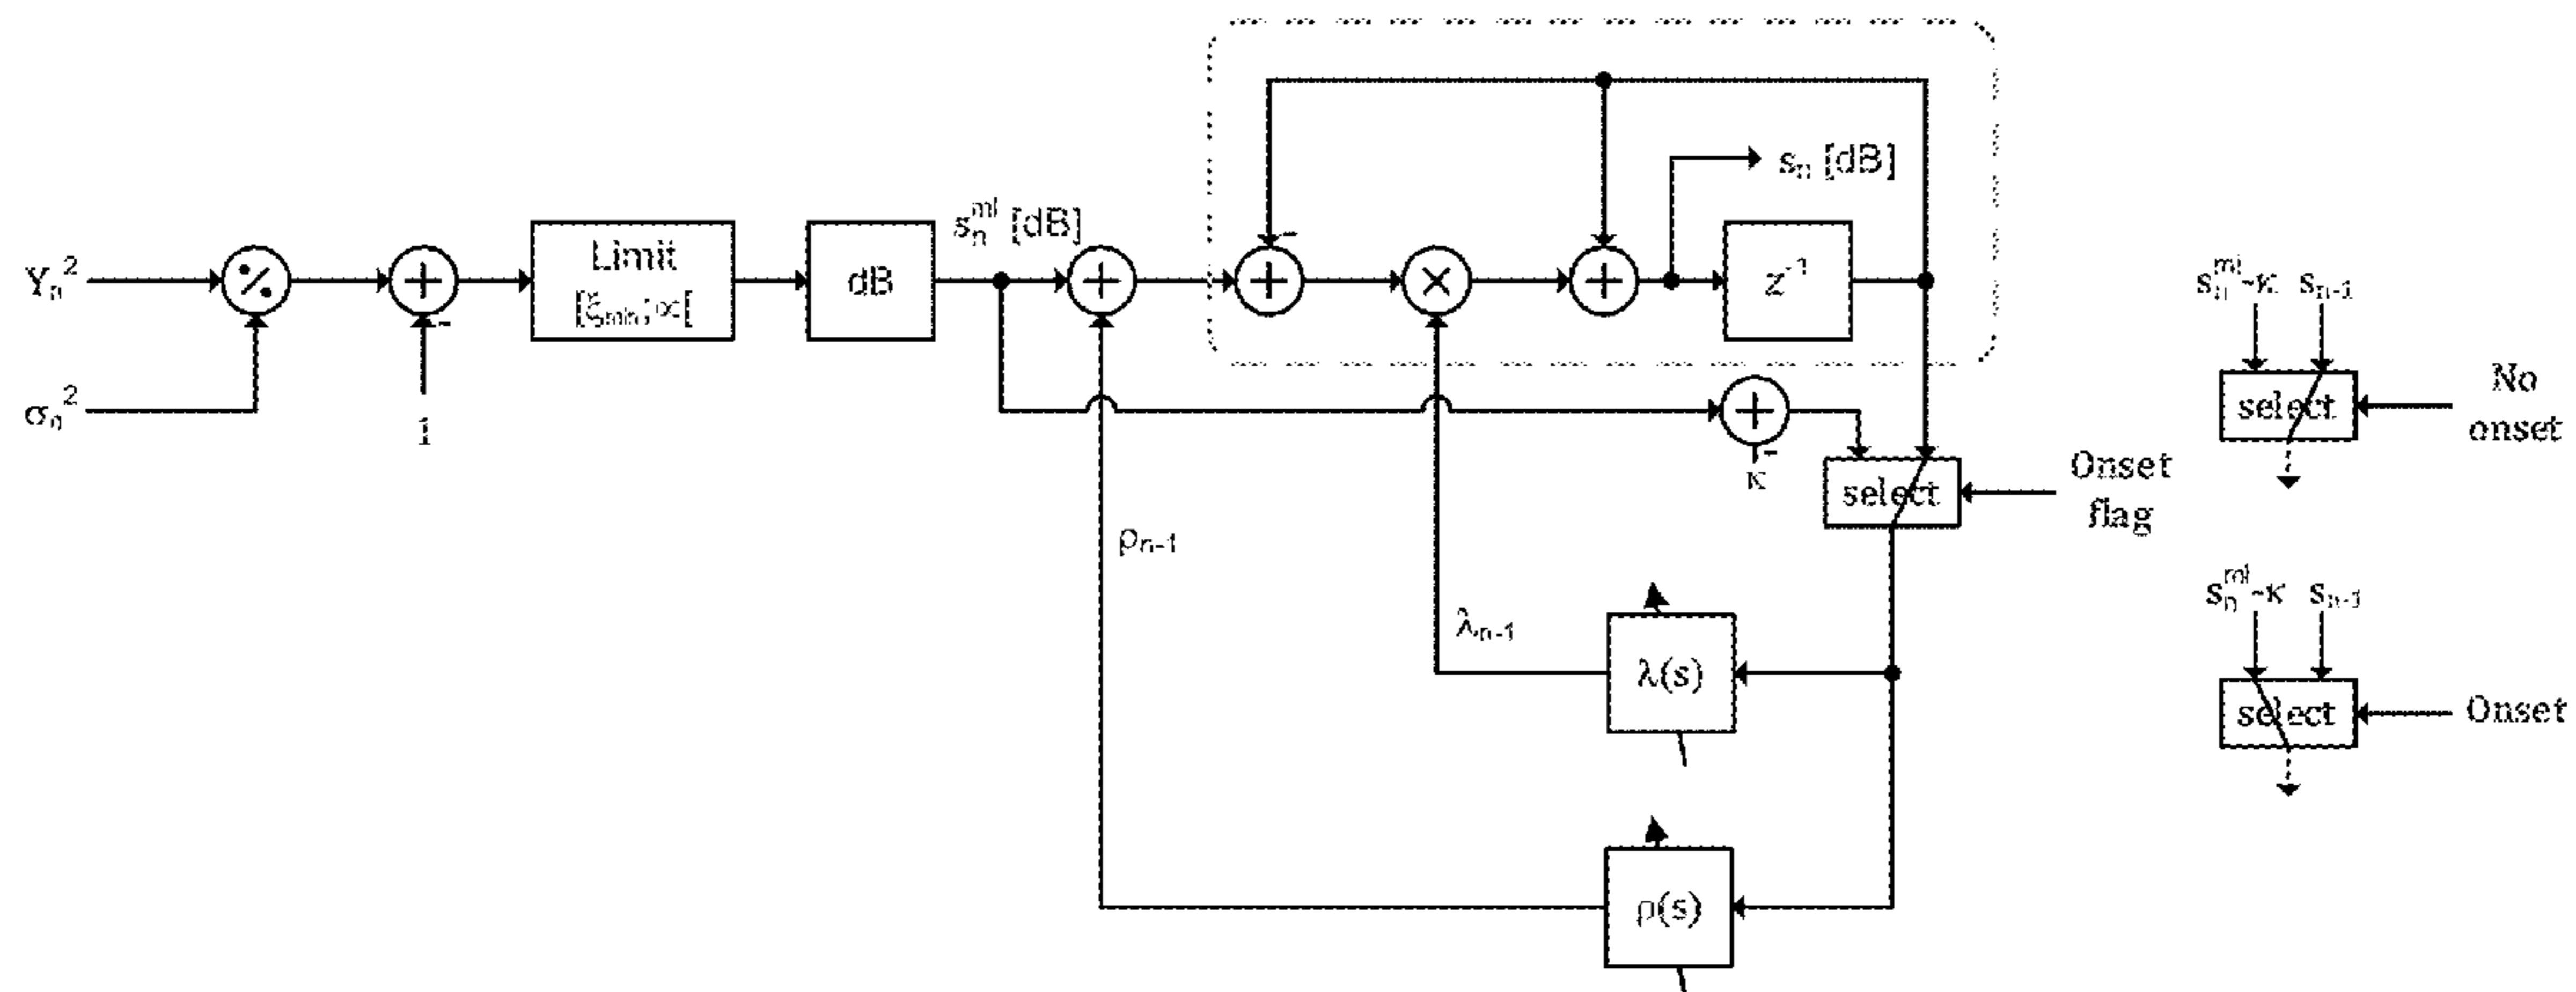 Yₙ²
σₙ²
1
-
Limit
[ξₘᵢₙ; ∞[
dB
sₙᵐˡ [dB]
-
sₙ [dB]
z⁻¹
-
κ
select
Onset
flag
ρₙ₋₁
λₙ₋₁
λ(s)
ρ(s)
sₙᵐˡ-κ sₙ₋₁
select
No
onset
sₙᵐˡ-κ sₙ₋₁
select
Onset